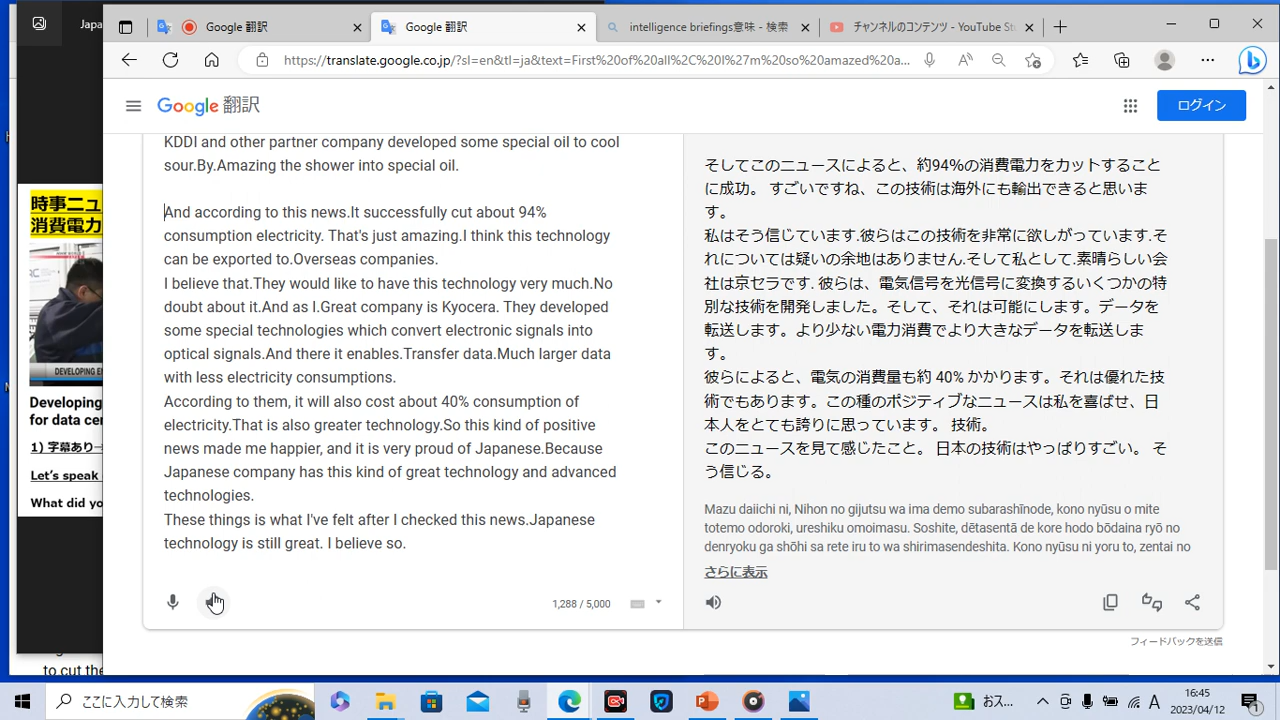 Japa
Google 翻訳
Google 翻訳
intelligence briefings意味 - 検索
チャンネルのコンテンツ - YouTube St
https://translate.google.co.jp/?sl=en&tl=ja&text=First%20of%20all%2C%20I%27m%20so%20amazed%20a...
Google 翻訳
ログイン
KDDI and other partner company developed some special oil to cool
sour.By.Amazing the shower into special oil.
And according to this news.It successfully cut about 94%
consumption electricity. That's just amazing.I think this technology
can be exported to.Overseas companies.
I believe that.They would like to have this technology very much.No
doubt about it.And as I.Great company is Kyocera. They developed
some special technologies which convert electronic signals into
optical signals.And there it enables.Transfer data.Much larger data
with less electricity consumptions.
According to them, it will also cost about 40% consumption of
electricity.That is also greater technology.So this kind of positive
news made me happier, and it is very proud of Japanese.Because
Japanese company has this kind of great technology and advanced
technologies.
These things is what I've felt after I checked this news.Japanese
technology is still great. I believe so.
1,288 / 5,000
そしてこのニュースによると、約94%の消費電力をカットすること
に成功。 すごいですね、この技術は海外にも輸出できると思いま
す。
私はそう信じています.彼らはこの技術を非常に欲しがっています.そ
れについては疑いの余地はありません.そして私として.素晴らしい会
社は京セラです. 彼らは、電気信号を光信号に変換するいくつかの特
別な技術を開発しました。そして、それは可能にします。データを
転送します。より少ない電力消費でより大きなデータを転送しま
す。
彼らによると、電気の消費量も約 40% かかります。それは優れた技
術でもあります。この種のポジティブなニュースは私を喜ばせ、日
本人をとても誇りに思っています。 技術。
このニュースを見て感じたこと。 日本の技術はやっぱりすごい。 そ
う信じる。
Mazu daiichi ni, Nihon no gijutsu wa ima demo subarashīnode, kono nyūsu o mite
totemo odoroki, ureshiku omoimasu. Soshite, dētasentā de kore hodo bōdaina ryō no
denryoku ga shōhi sa rete iru to wa shirimasendeshita. Kono nyūsu ni yoru to, zentai no
さらに表示
フィードバックを送信
時事ニュ
消費電力
DEVELOPING E
Developing
for data cen
1) 字幕あり
Let's speak
What did yo
to cut the
ここに入力して検索
おス...
A
16:45
2023/04/12
1